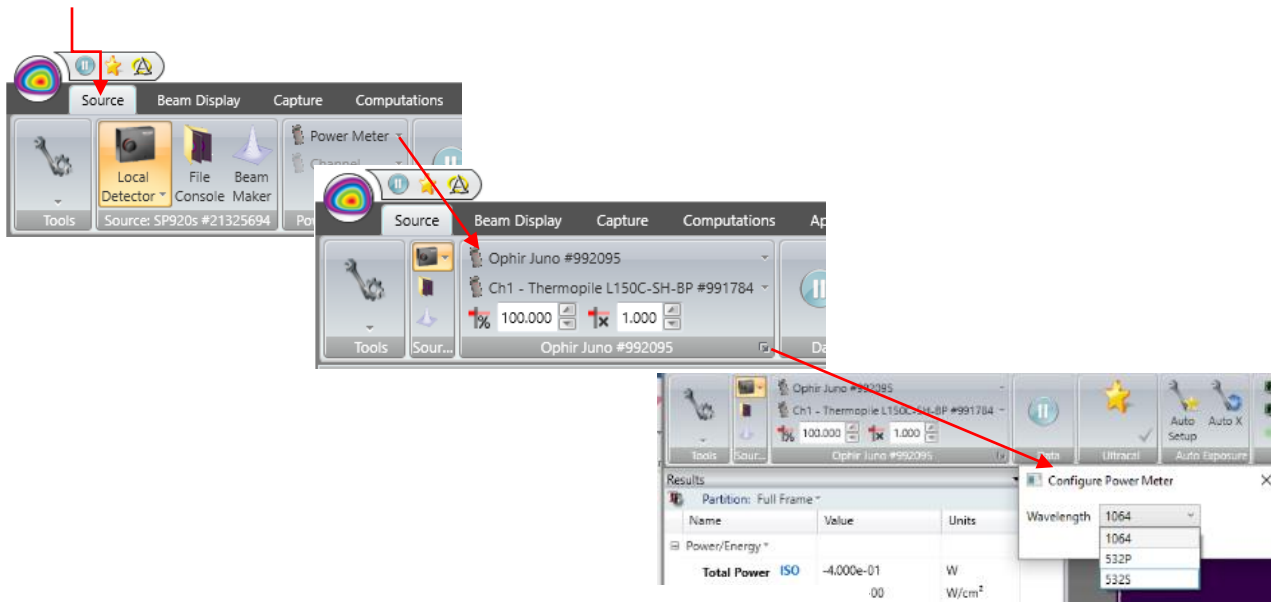 Source Beam Display Capture Computations
Power Meter
Channel
Local Detector
File Console
Beam Maker
Tools Source: SP920s #21325694
Source Beam Display Capture Computations
Ophir Juno #992095
Ch1 - Thermopile L150C-SH-BP #991784
% 100.000 x 1.000
Tools Sour... Ophir Juno #992095
Ophir Juno #992095
Ch1 - Thermopile L150C-SH-BP #991784
% 100.000 x 1.000
Auto Setup
Auto X
Tools Sour... Ophir Juno #992095 Data Ultracal Auto Exposure
Results
Partition: Full Frame
Name Value Units
Power/Energy
Total Power ISO -4.000e-01 W
W/cm²
Configure Power Meter
Wavelength 1064
1064
532P
532S